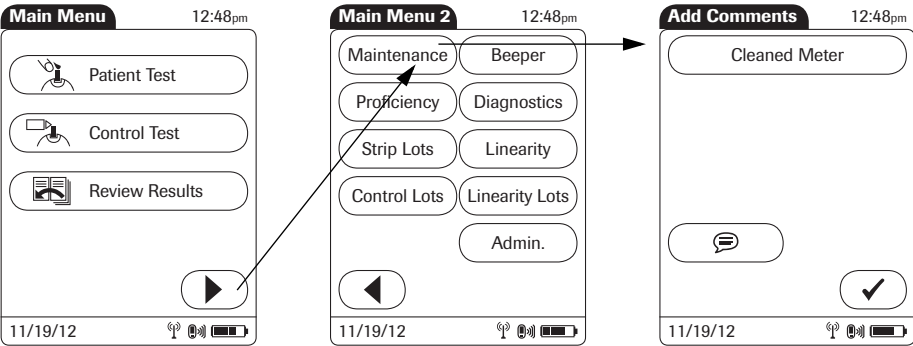 Main Menu 12:48pm
Patient Test
Control Test
Review Results
11/19/12
Main Menu 2 12:48pm
Maintenance Beeper
Proficiency Diagnostics
Strip Lots Linearity
Control Lots Linearity Lots
Admin.
11/19/12
Add Comments 12:48pm
Cleaned Meter
11/19/12